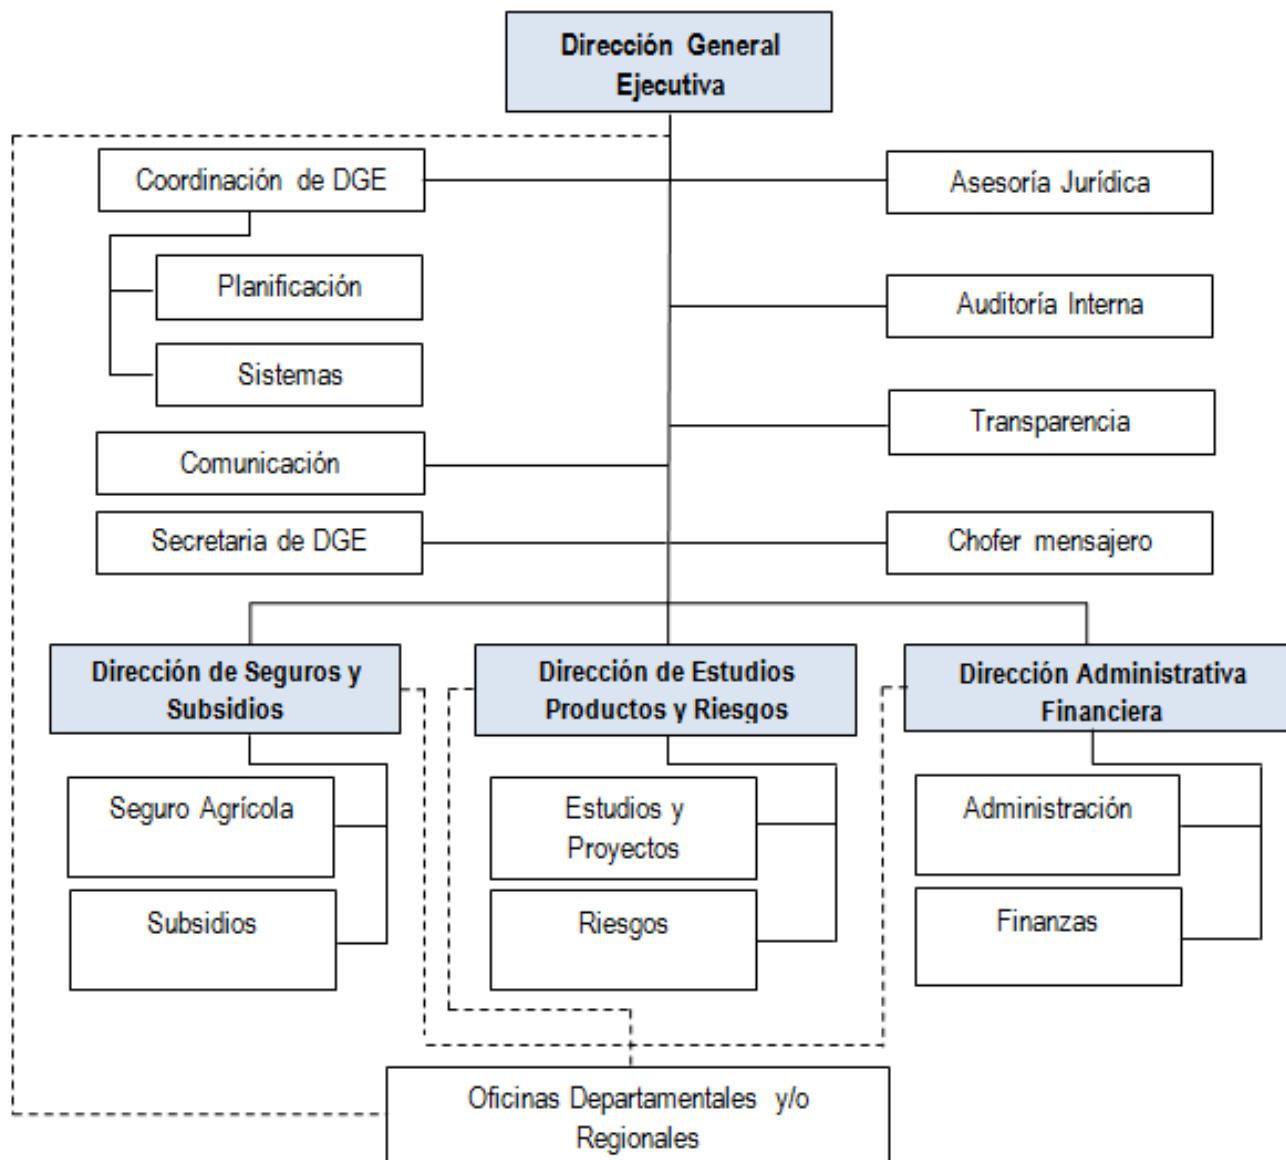 Dirección General
Ejecutiva
Coordinación de DGE
Asesoría Jurídica
Planificación
Auditoría Interna
Sistemas
Transparencia
Comunicación
Secretaria de DGE
Chofer mensajero
Dirección de Seguros y
Subsidios
Dirección de Estudios
Productos y Riesgos
Dirección Administrativa
Financiera
Seguro Agrícola
Estudios y
Proyectos
Administración
Subsidios
Riesgos
Finanzas
Oficinas Departamentales y/o
Regionales